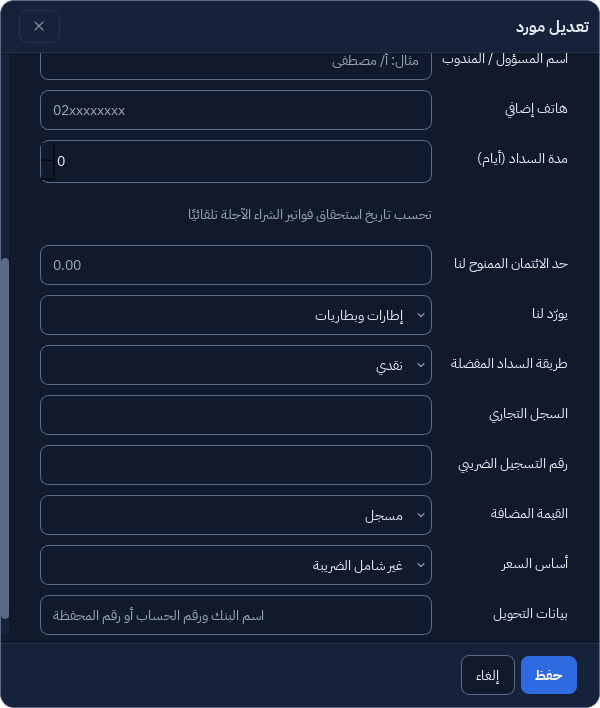 تعديل مورد
اسم المسؤول / المندوب
مثال: أ/ مصطفى
هاتف إضافي
02xxxxxxxx
مدة السداد (أيام)
0
تحسب تاريخ استحقاق فواتير الشراء الآجلة تلقائيًا
حد الائتمان الممنوح لنا
0.00
يورّد لنا
إطارات وبطاريات
طريقة السداد المفضلة
نقدي
السجل التجاري
رقم التسجيل الضريبي
القيمة المضافة
مسجل
أساس السعر
غير شامل الضريبة
بيانات التحويل
اسم البنك ورقم الحساب أو رقم المحفظة
حفظ
إلغاء